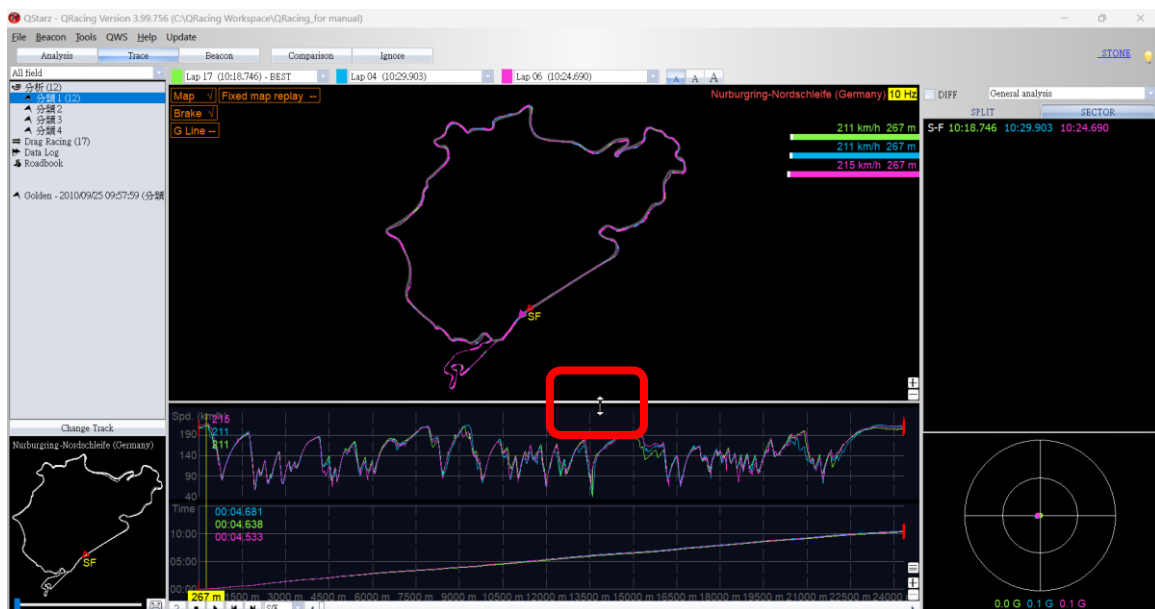 QStarz - QRacing Version 3.99.756 (C:\QRacing Workspace\QRacing_for manual)
File Beacon Tools QWS Help Update
Analysis Trace Beacon Comparison Ignore
STONE
All field
Lap 17 (10:18.746) - BEST Lap 04 (10:29.903) Lap 06 (10:24.690) A A A
分析 (12)
分類 1 (12)
分類 2
分類 3
分類 4
Drag Racing (17)
Data Log
Roadbook
Golden - 2010/09/25 09:57:59 (分類
Change Track
Nurburgring-Nordschleife (Germany)
SF
Map √ Fixed map replay --
Brake √
G Line --
Nurburgring-Nordschleife (Germany) 10 Hz
211 km/h 267 m
211 km/h 267 m
215 km/h 267 m
SF
Spd. (km/h)
215
211
211
190
140
90
40
Time
00:04.681
00:04.638
00:04.533
10:00
05:00
00:00
267 m 1500 m 3000 m 4500 m 6000 m 7500 m 9000 m 10500 m 12000 m 13500 m 15000 m 16500 m 18000 m 19500 m 21000 m 22500 m 24000
DIFF General analysis
SPLIT SECTOR
S-F 10:18.746 10:29.903 10:24.690
0.0 G 0.1 G 0.1 G